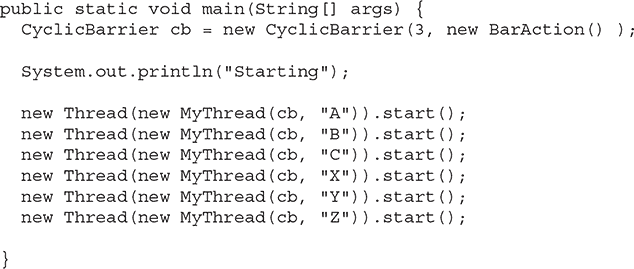 public static void main(String[] args) {
  CyclicBarrier cb = new CyclicBarrier(3, new BarAction() );
  System.out.println("Starting");
  new Thread(new MyThread(cb, "A")).start();
  new Thread(new MyThread(cb, "B")).start();
  new Thread(new MyThread(cb, "C")).start();
  new Thread(new MyThread(cb, "X")).start();
  new Thread(new MyThread(cb, "Y")).start();
  new Thread(new MyThread(cb, "Z")).start();
}